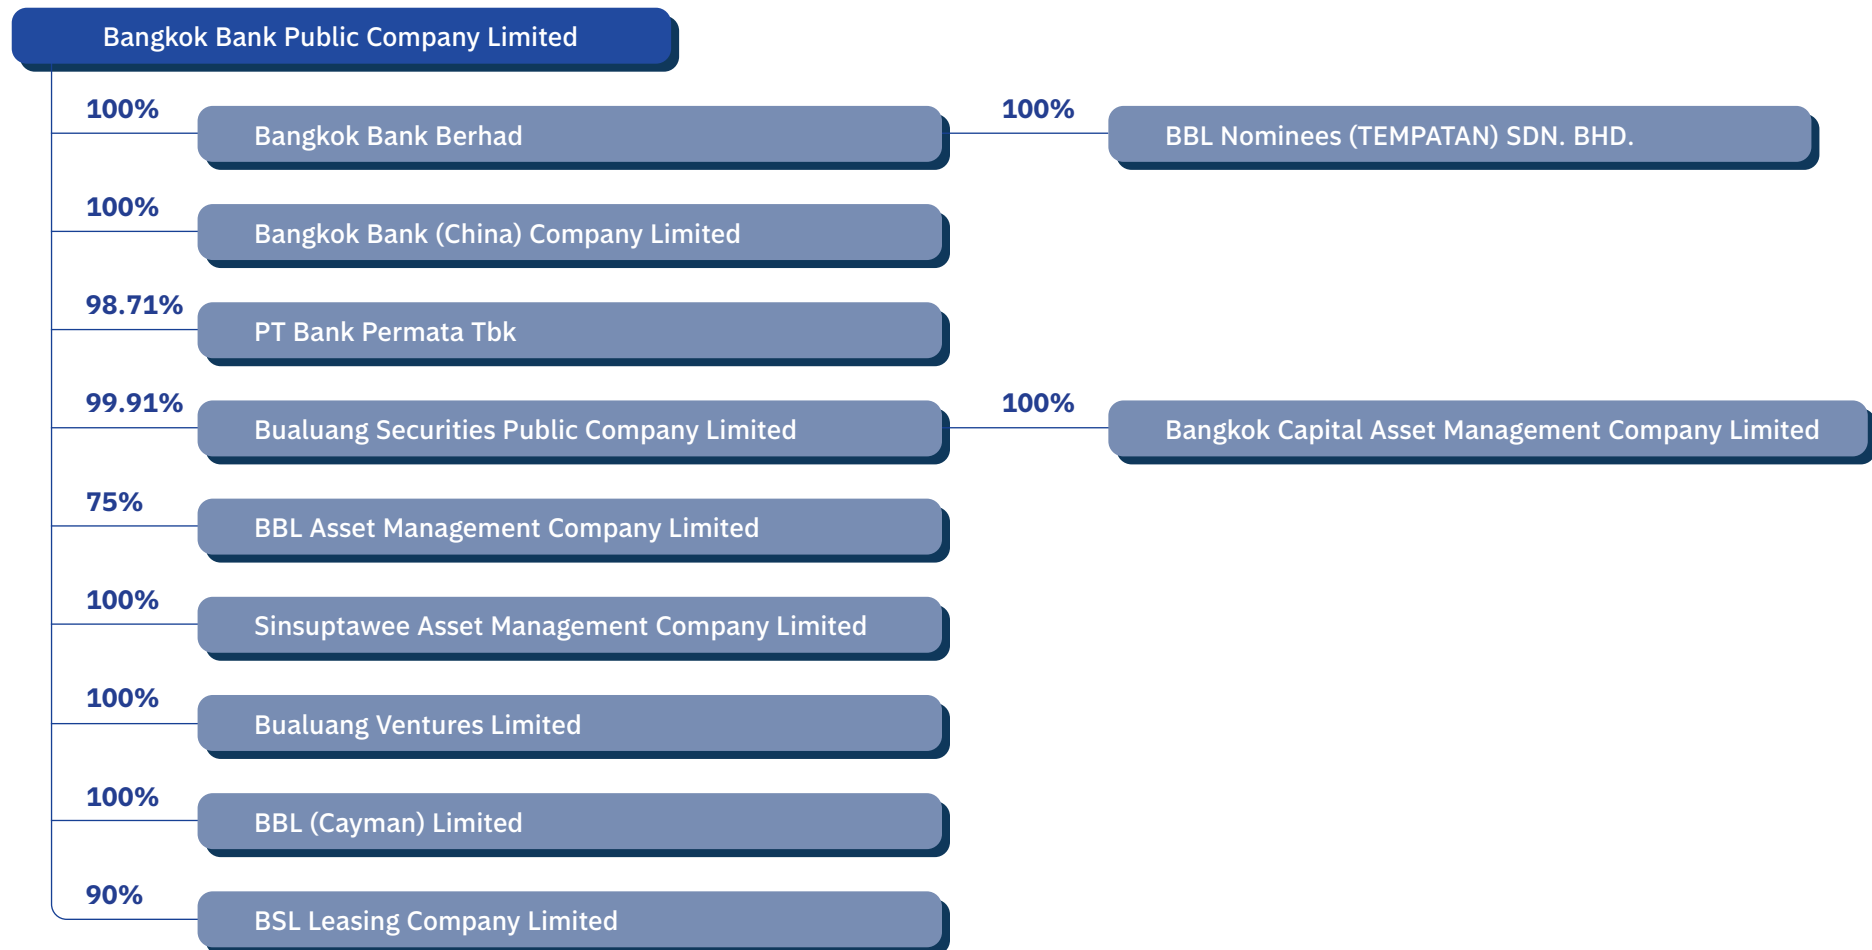 Bangkok Bank Public Company Limited
100%
Bangkok Bank Berhad
100%
BBL Nominees (TEMPATAN) SDN. BHD.
100%
Bangkok Bank (China) Company Limited
98.71%
PT Bank Permata Tbk
99.91%
Bualuang Securities Public Company Limited
100%
Bangkok Capital Asset Management Company Limited
75%
BBL Asset Management Company Limited
100%
Sinsuptawee Asset Management Company Limited
100%
Bualuang Ventures Limited
100%
BBL (Cayman) Limited
90%
BSL Leasing Company Limited